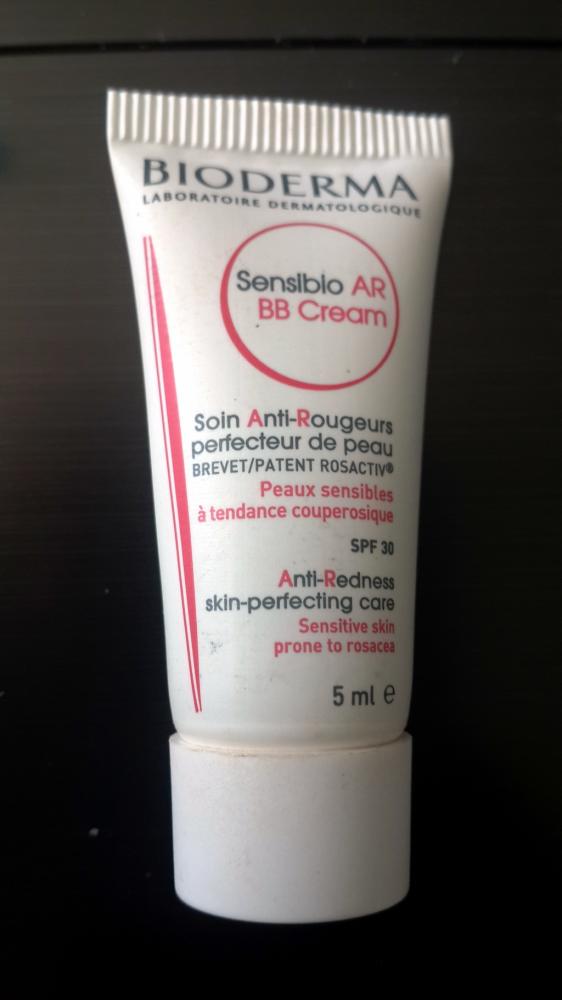 BIODERMA
LABORATOIRE DERMATOLOGIQUE
Sensibio AR
BB Cream
Soin Anti-Rougeurs
perfecteur de peau
BREVET/PATENT ROSACTIV®
Peaux sensibles
à tendance couperosique
SPF 30
Anti-Redness
skin-perfecting care
Sensitive skin
prone to rosacea
5 ml ℮